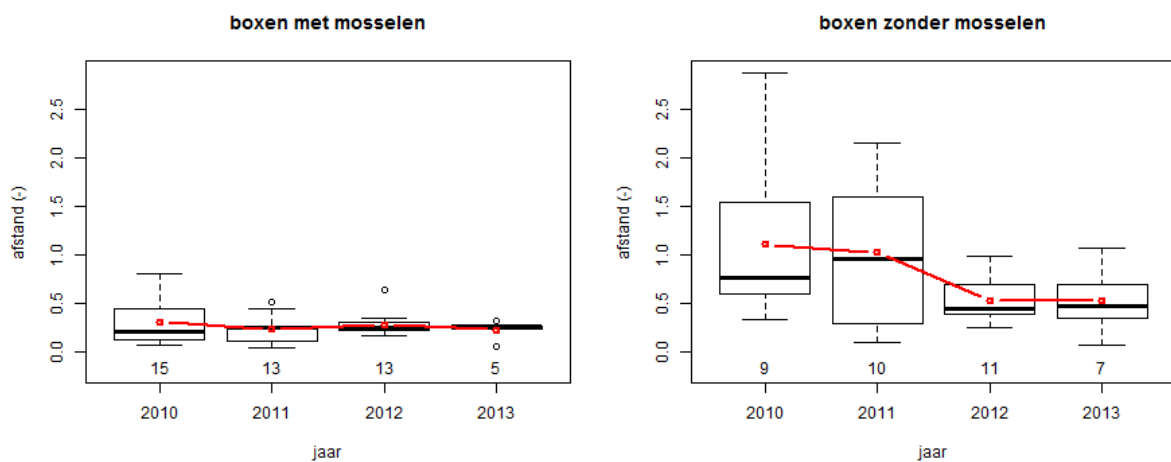 boxen met mosselen
afstand (-)
0.0 0.5 1.0 1.5 2.0 2.5
15 13 13 5
2010 2011 2012 2013
jaar
boxen zonder mosselen
afstand (-)
0.0 0.5 1.0 1.5 2.0 2.5
9 10 11 7
2010 2011 2012 2013
jaar